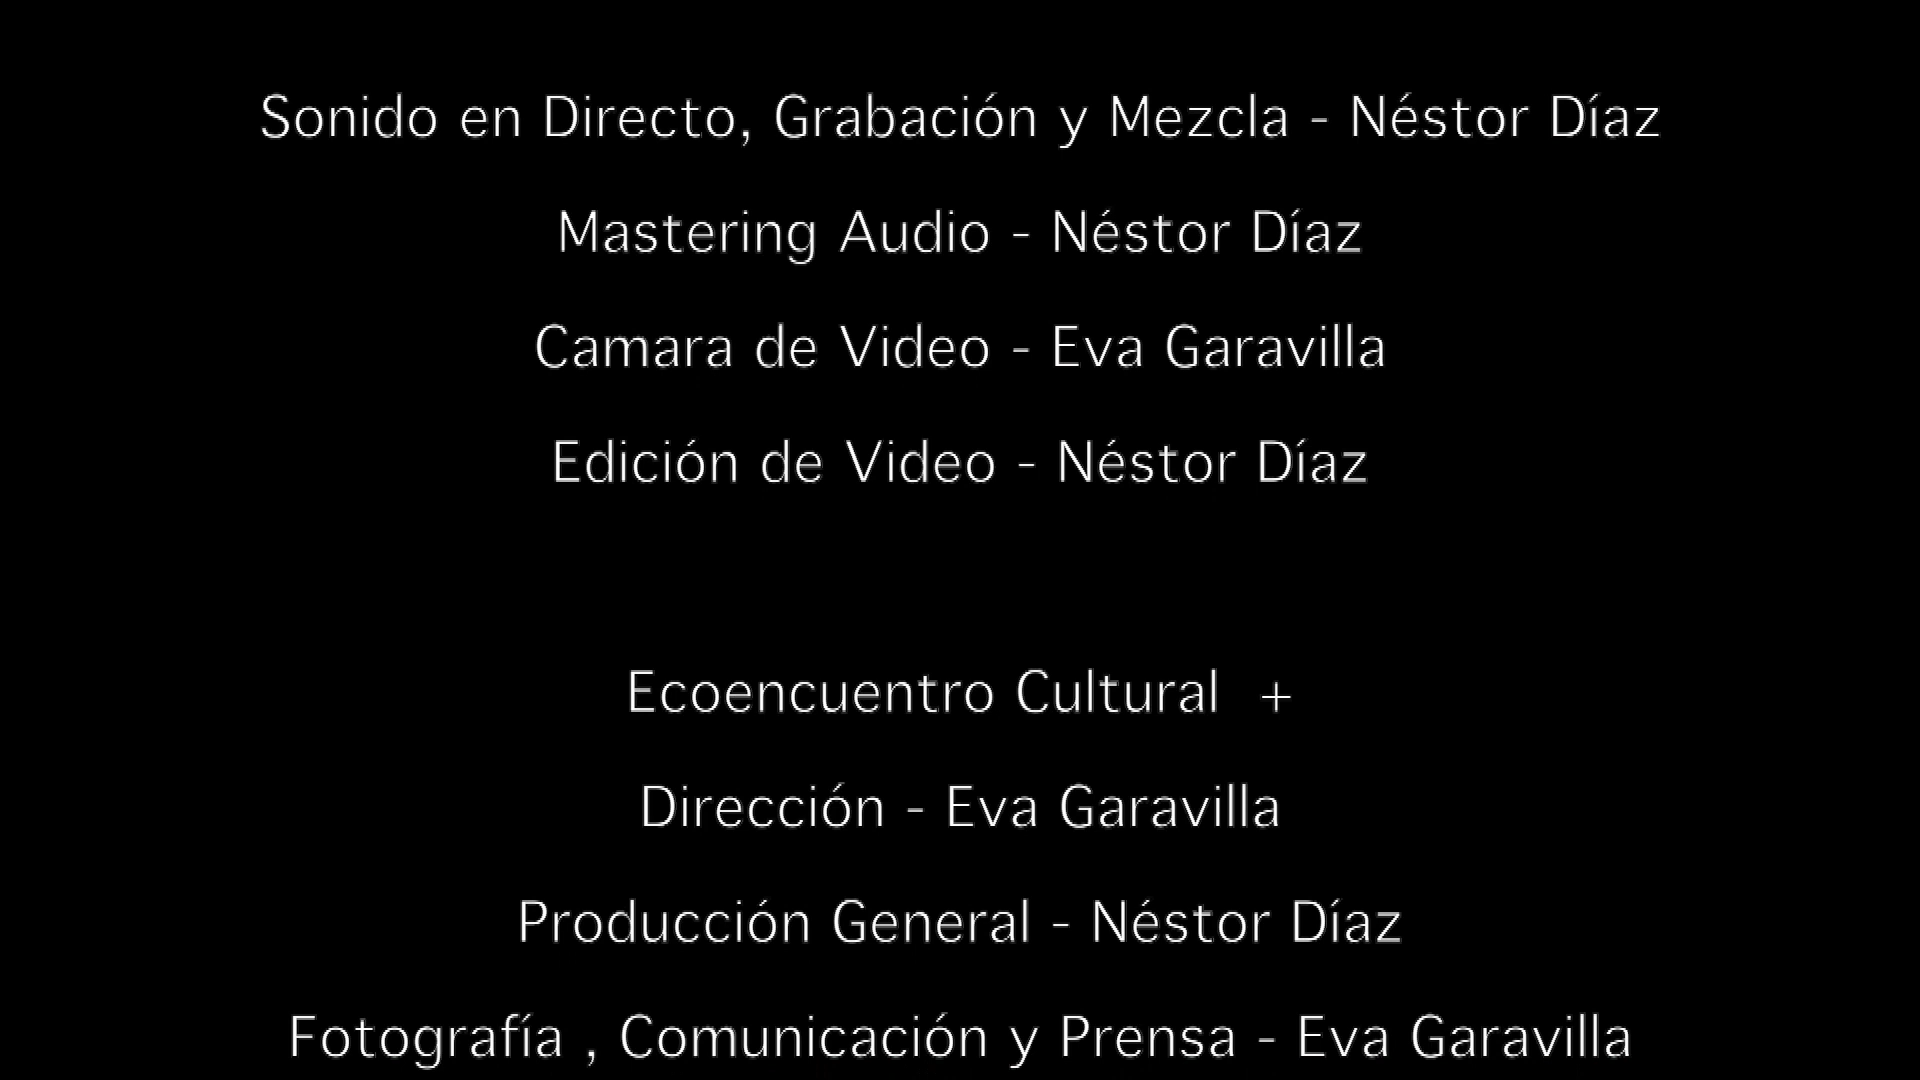 Sonido en Directo, Grabación y Mezcla - Néstor Díaz
Mastering Audio - Néstor Díaz
Camara de Video - Eva Garavilla
Edición de Video - Néstor Díaz
Ecoencuentro Cultural  +
Dirección - Eva Garavilla
Producción General - Néstor Díaz
Fotografía , Comunicación y Prensa - Eva Garavilla